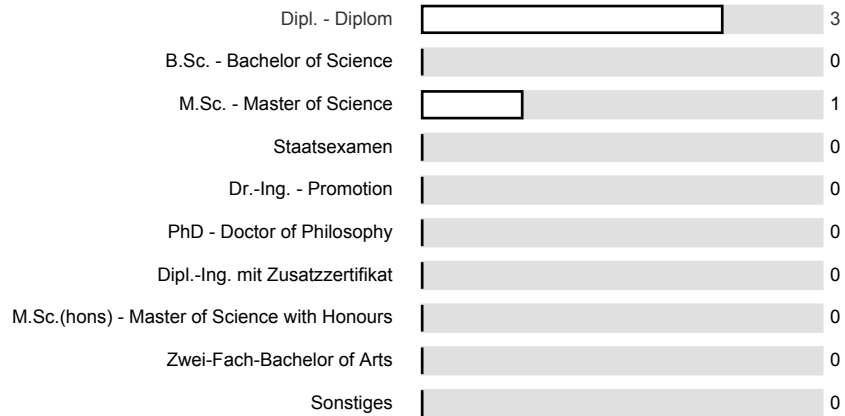 Dipl. - Diplom 3
B.Sc. - Bachelor of Science 0
M.Sc. - Master of Science 1
Staatsexamen 0
Dr.-Ing. - Promotion 0
PhD - Doctor of Philosophy 0
Dipl.-Ing. mit Zusatzzertifikat 0
M.Sc.(hons) - Master of Science with Honours 0
Zwei-Fach-Bachelor of Arts 0
Sonstiges 0